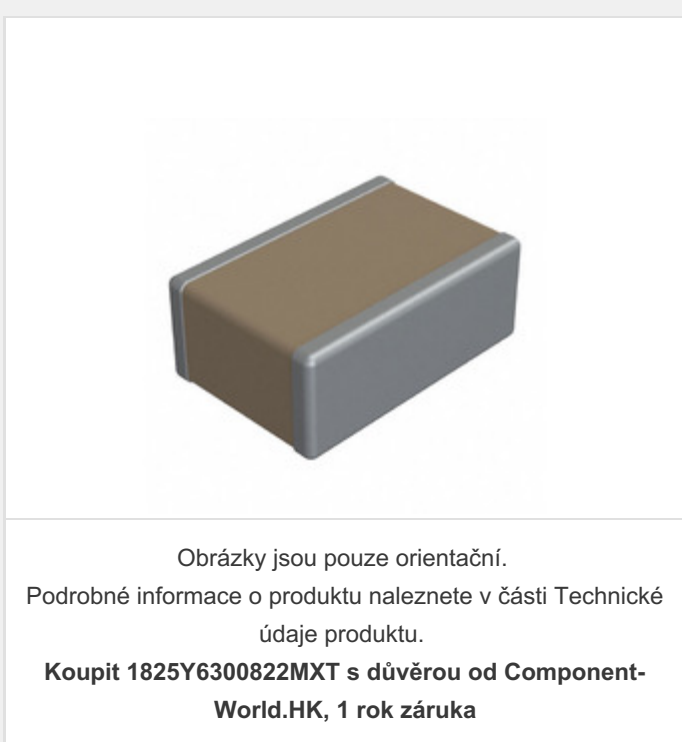 Obrázky jsou pouze orientační.
Podrobné informace o produktu naleznete v části Technické
údaje produktu.
Koupit 1825Y6300822MXT s důvěrou od Component-
World.HK, 1 rok záruka